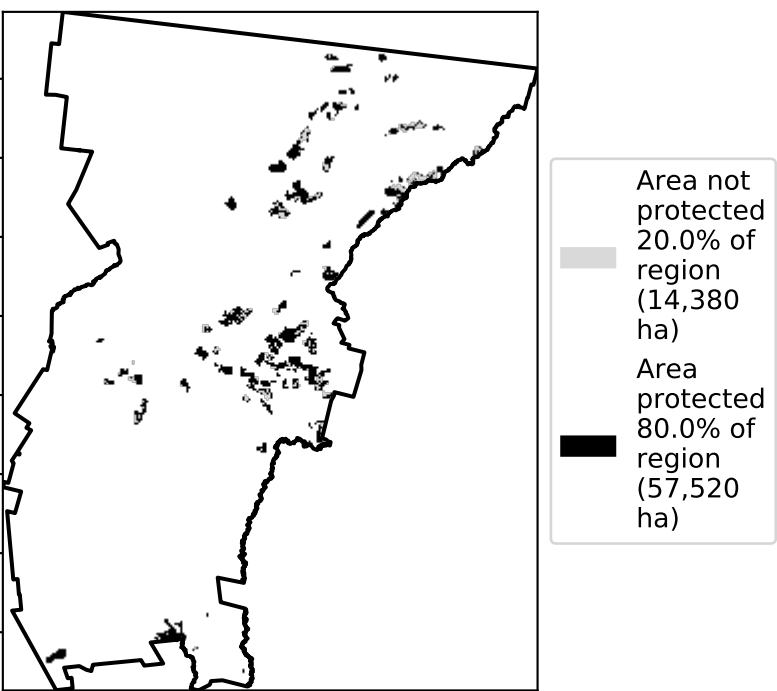 Area not
protected
20.0% of
region
(14,380
ha)
Area
protected
80.0% of
region
(57,520
ha)